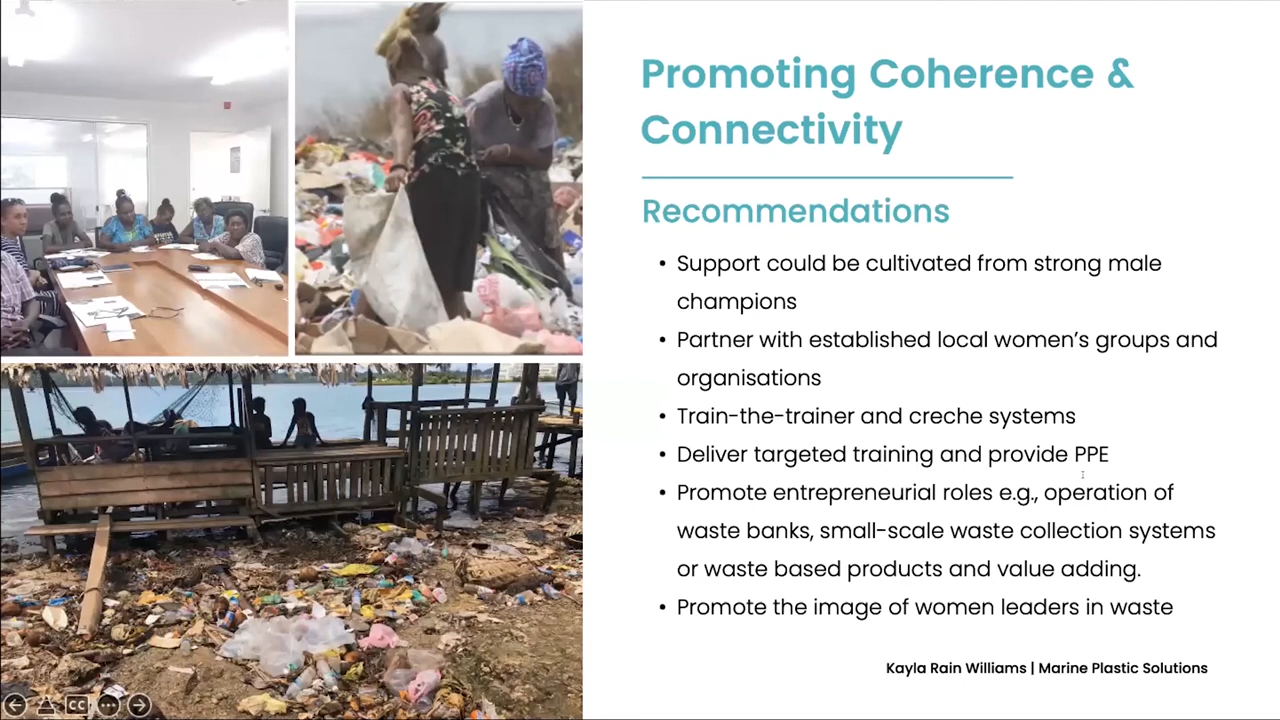 Promoting Coherence &
Connectivity
Recommendations
• Support could be cultivated from strong male
champions
• Partner with established local women's groups and
organisations
• Train-the-trainer and creche systems
• Deliver targeted training and provide PPE
• Promote entrepreneurial roles e.g., operation of
waste banks, small-scale waste collection systems
or waste based products and value adding.
• Promote the image of women leaders in waste
Kayla Rain Williams | Marine Plastic Solutions
CC